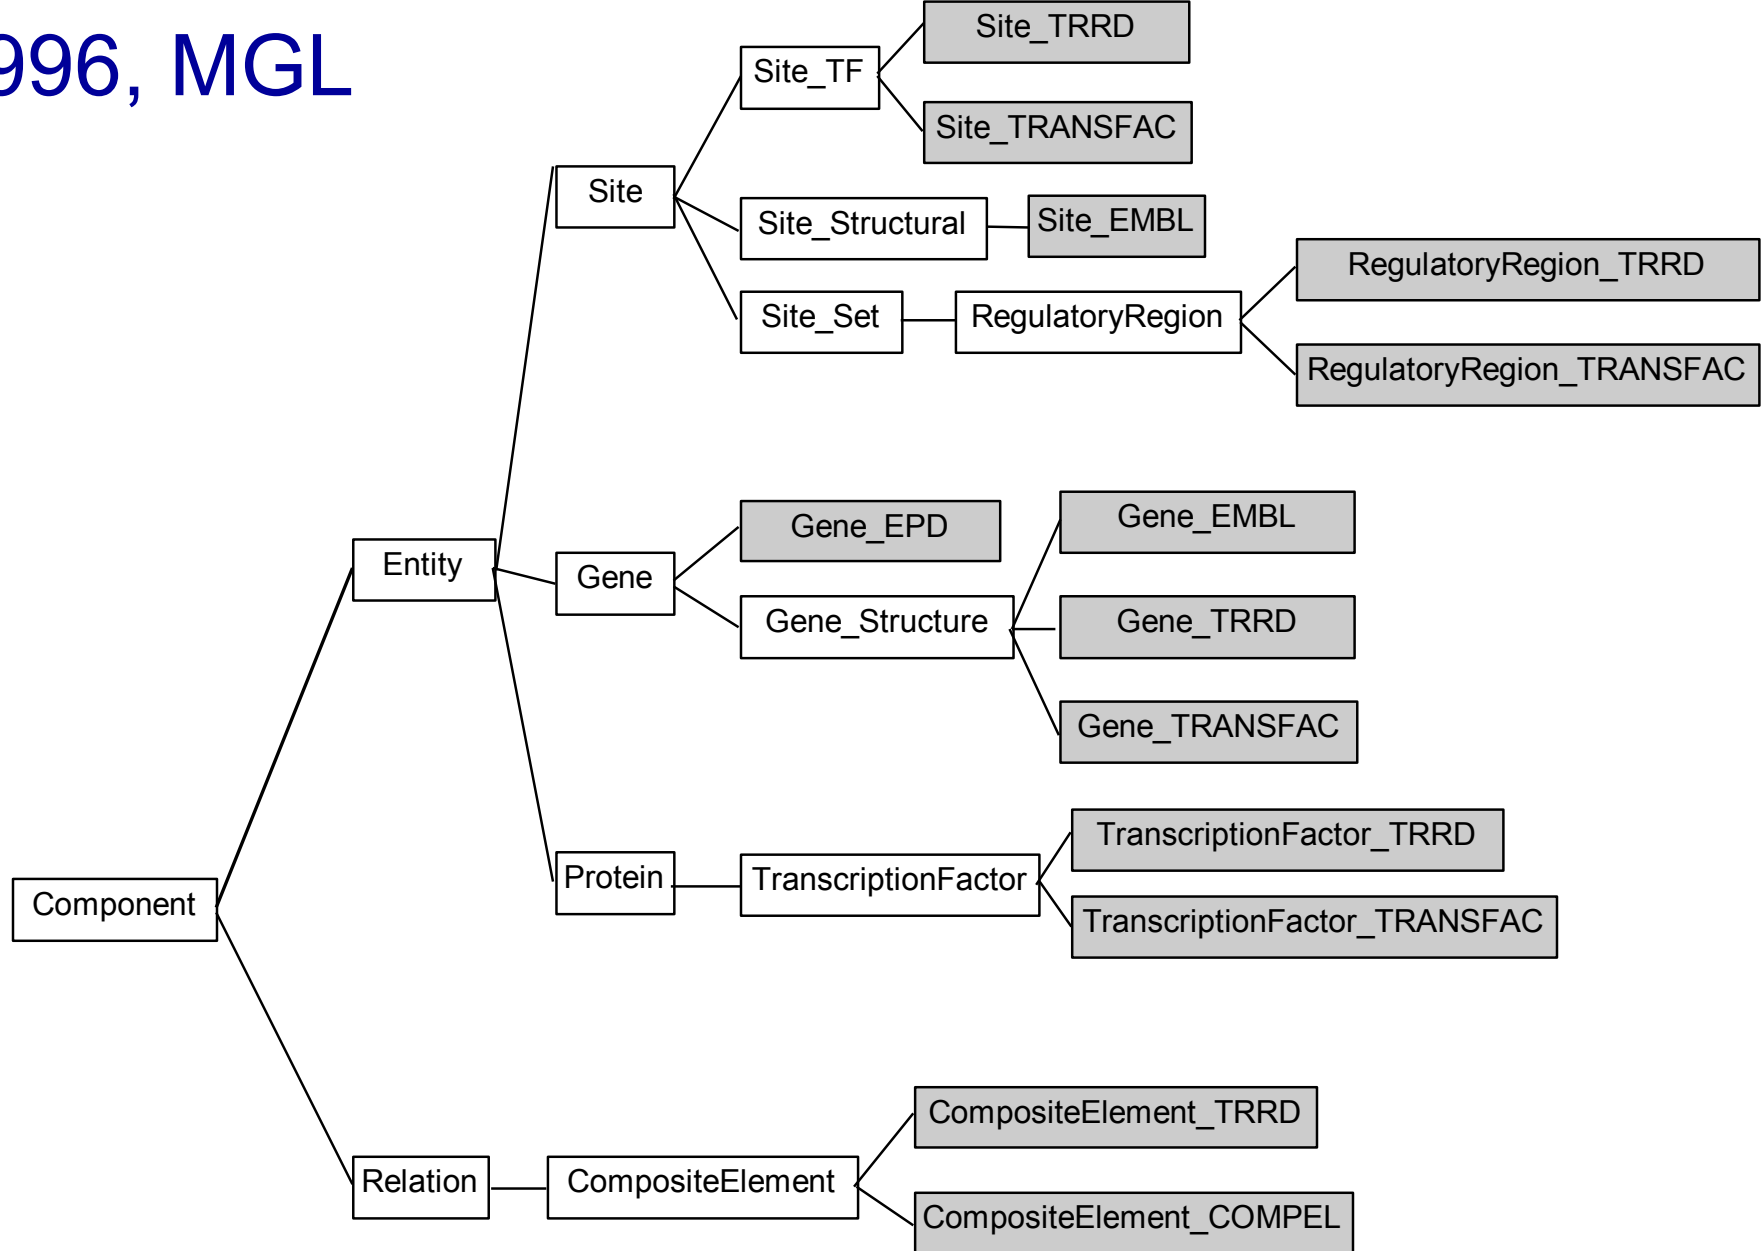 996, MGL
Site_TRRD
Site_TF
Site_TRANSFAC
Site
Site_Structural
Site_EMBL
RegulatoryRegion_TRRD
Site_Set
RegulatoryRegion
RegulatoryRegion_TRANSFAC
Gene_EPD
Gene_EMBL
Entity
Gene
Gene_Structure
Gene_TRRD
Gene_TRANSFAC
TranscriptionFactor_TRRD
Protein
TranscriptionFactor
Component
TranscriptionFactor_TRANSFAC
CompositeElement_TRRD
Relation
CompositeElement
CompositeElement_COMPEL